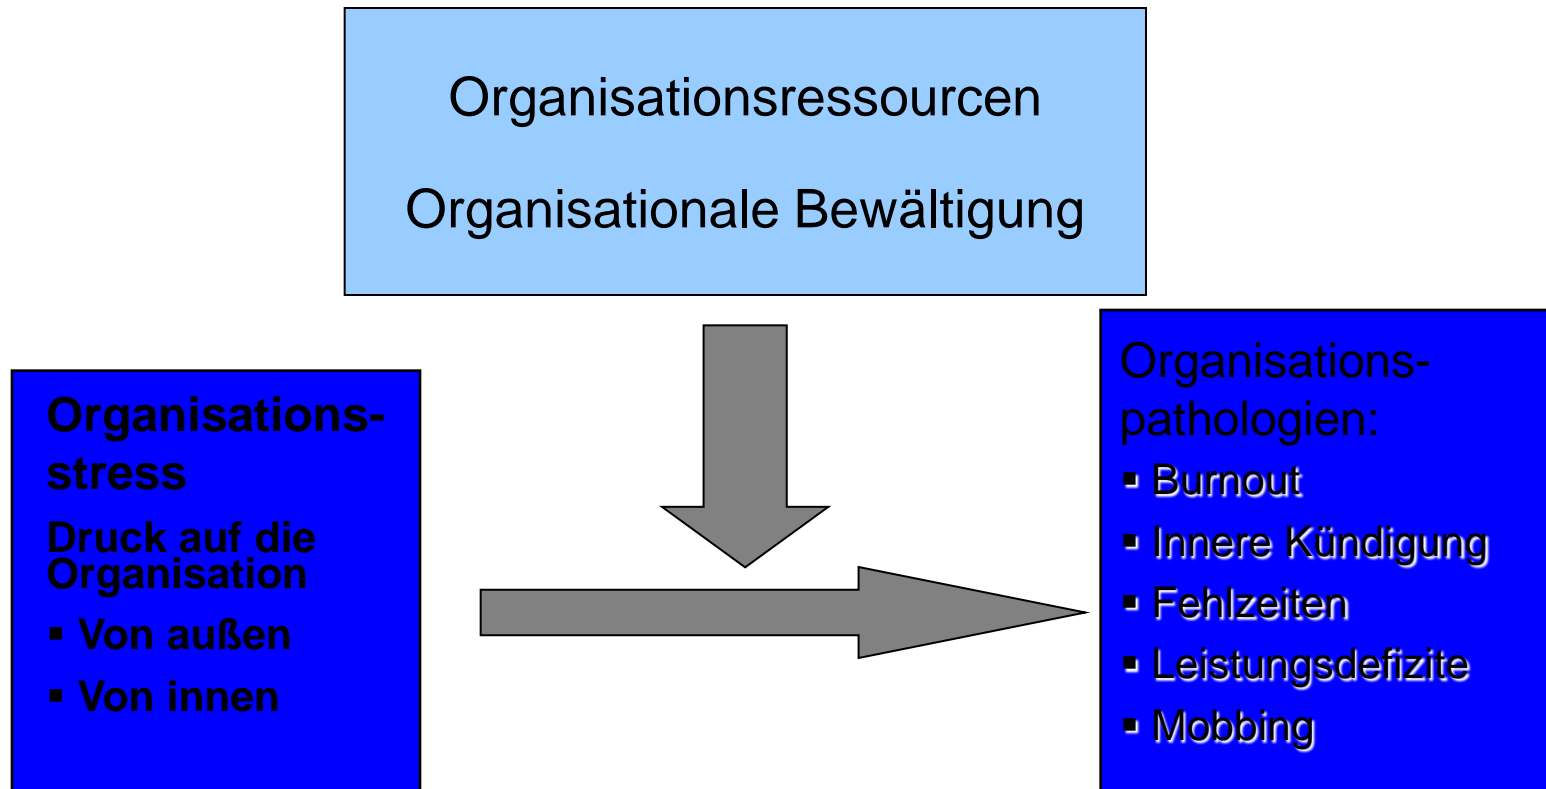 Organisationsressourcen
Organisationale Bewältigung
Organisations-
stress
Druck auf die
Organisation
▪ Von außen
▪ Von innen
Organisations-
pathologien:
▪ Burnout
▪ Innere Kündigung
▪ Fehlzeiten
▪ Leistungsdefizite
▪ Mobbing